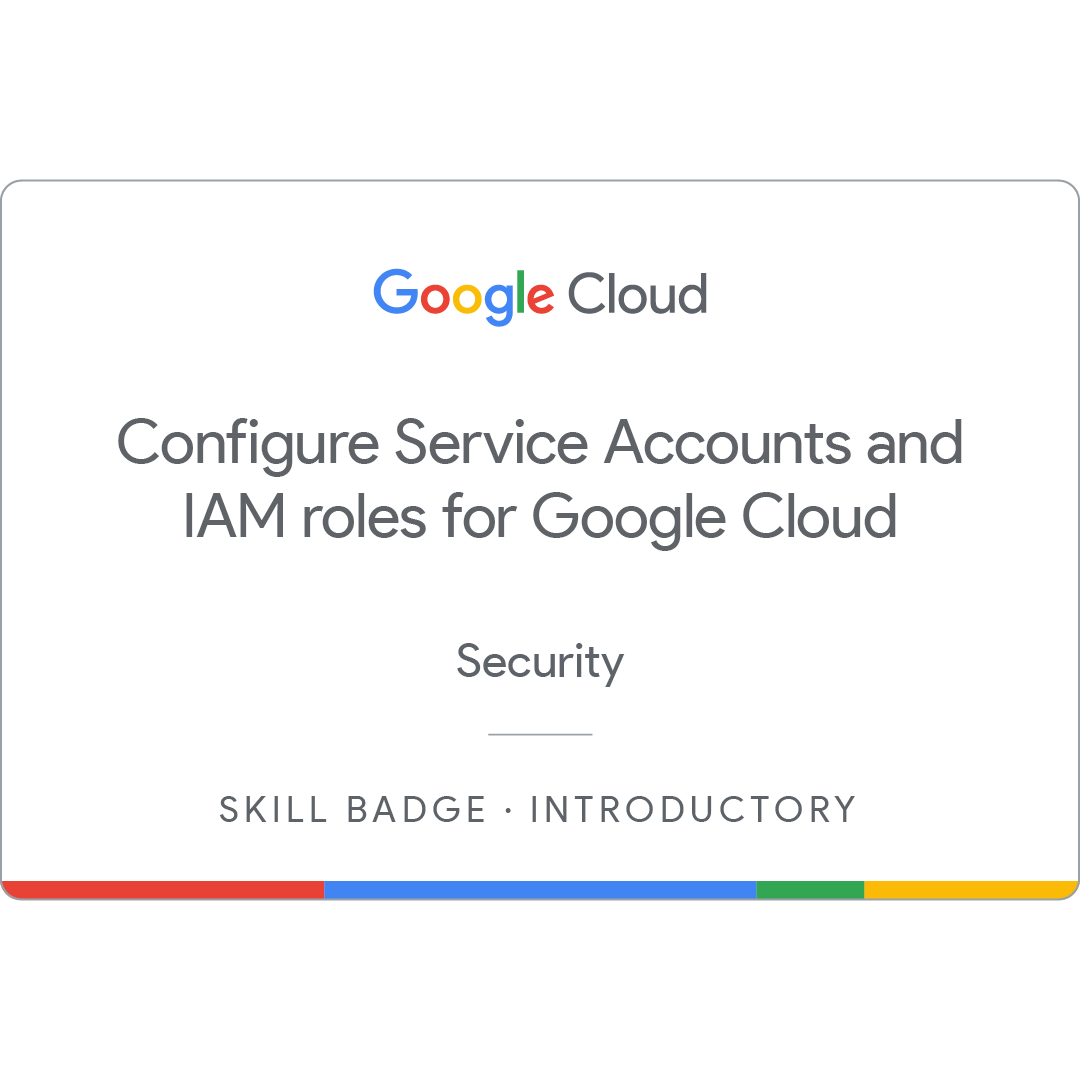 Google Cloud
Configure Service Accounts and
IAM roles for Google Cloud
Security
SKILL BADGE · INTRODUCTORY